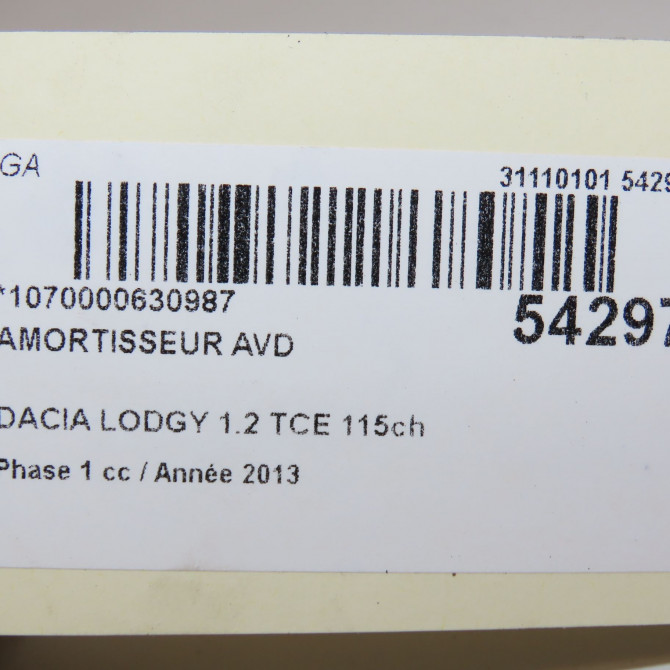 GA
31110101 5429
*1070000630987
54297
AMORTISSEUR AVD
DACIA LODGY 1.2 TCE 115ch
Phase 1 cc / Année 2013